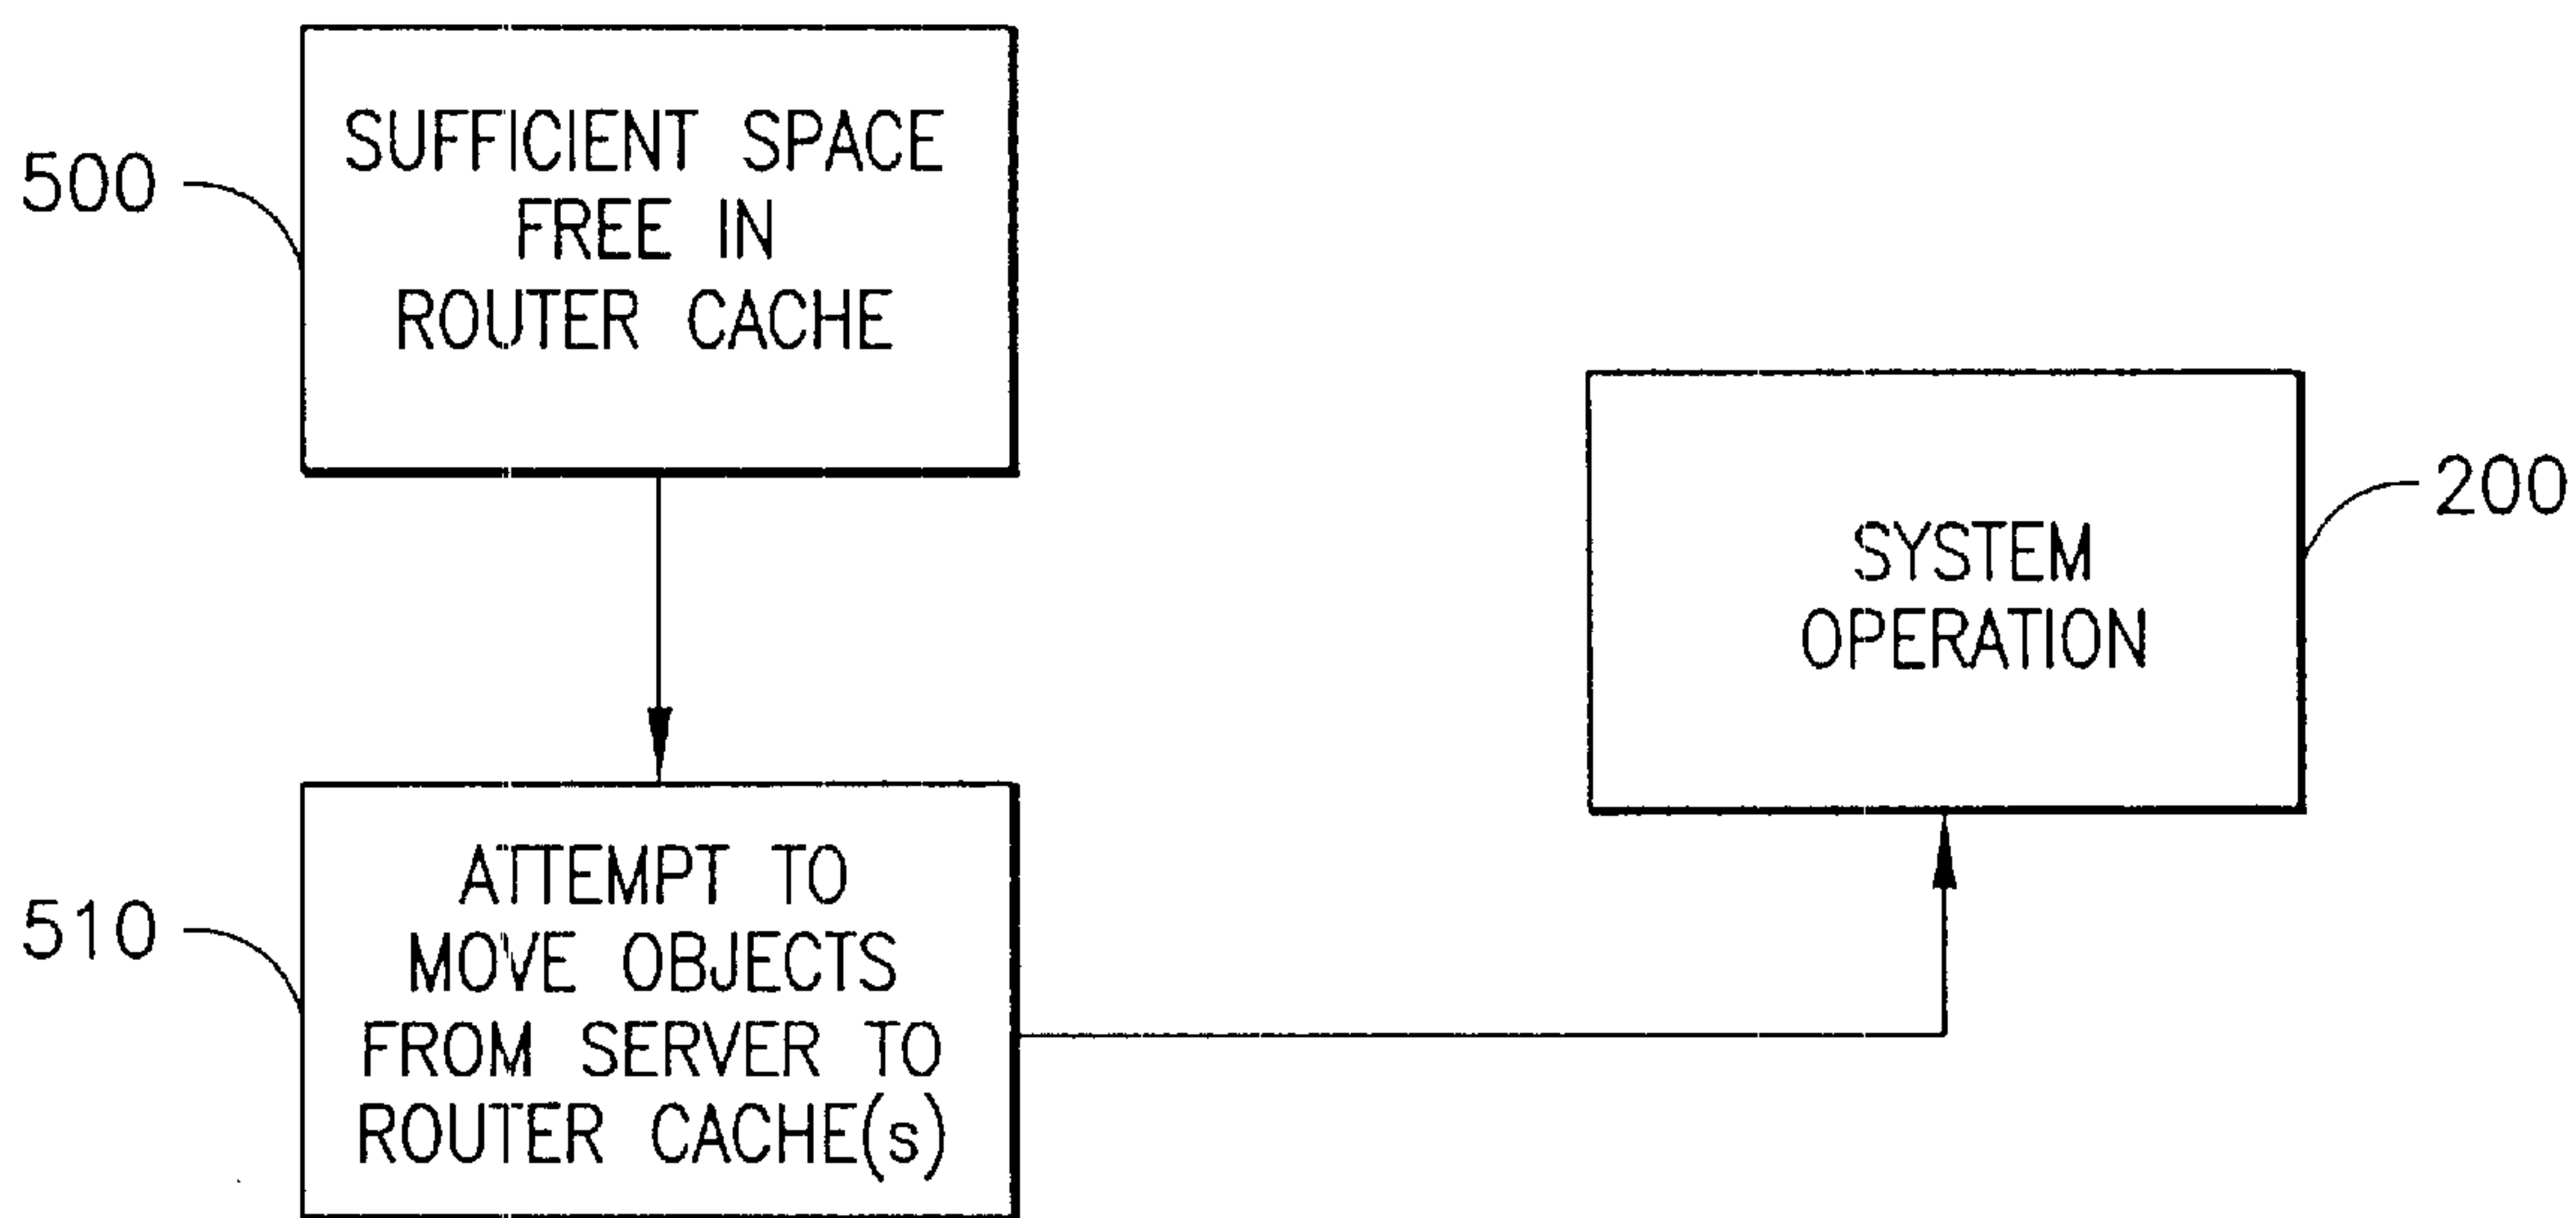 500
SUFFICIENT SPACE
FREE IN
ROUTER CACHE
SYSTEM
OPERATION
200
510
ATTEMPT TO
MOVE OBJECTS
FROM SERVER TO
ROUTER CACHE(s)